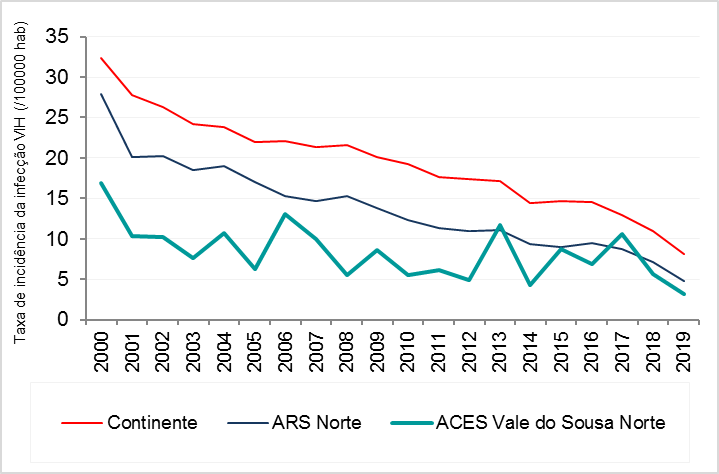 Taxa de incidência da infecção VIH (/100000 hab)
35
30
25
20
15
10
5
0
2000 2001 2002 2003 2004 2005 2006 2007 2008 2009 2010 2011 2012 2013 2014 2015 2016 2017 2018 2019
Continente ARS Norte ACES Vale do Sousa Norte